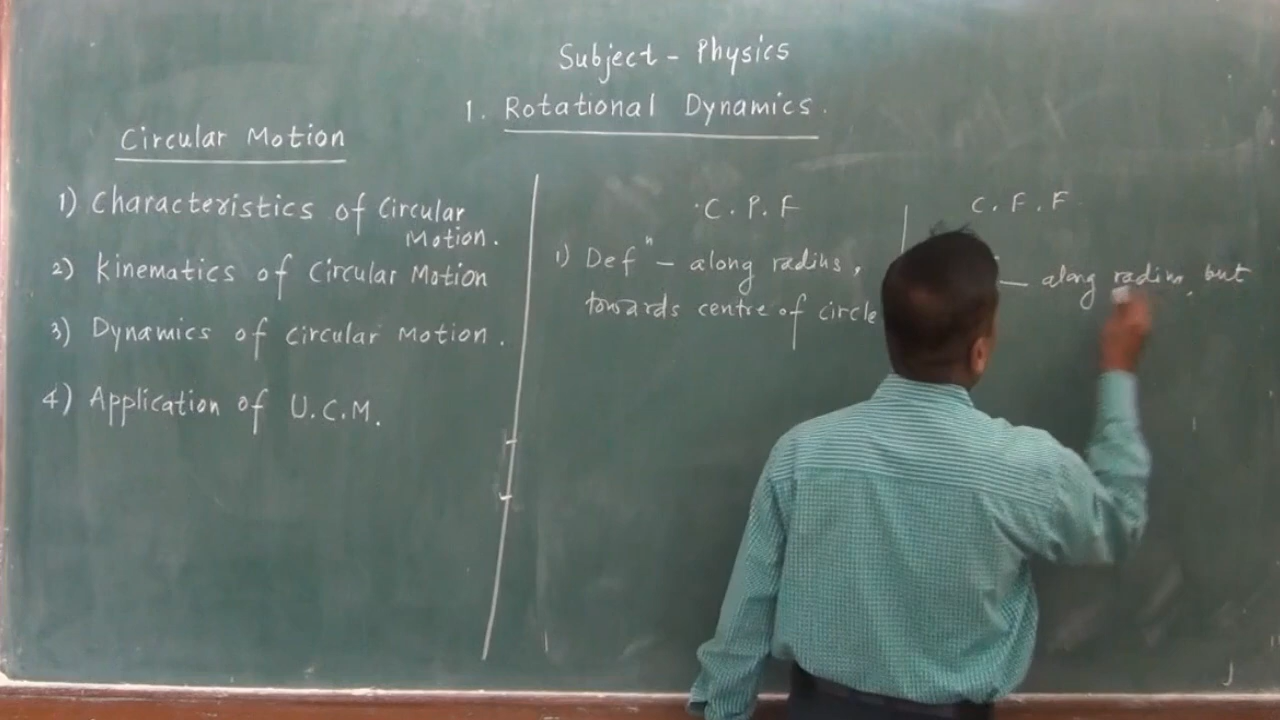 Subject - Physics
1. Rotational Dynamics.
Circular Motion
1) Characteristics of Circular
Motion.
2) Kinematics of Circular Motion
3) Dynamics of Circular Motion.
4) Application of U.C.M.
C.P.F
1) Defⁿ - along radius,
towards centre of circle
C.F.F.
— along radius, but